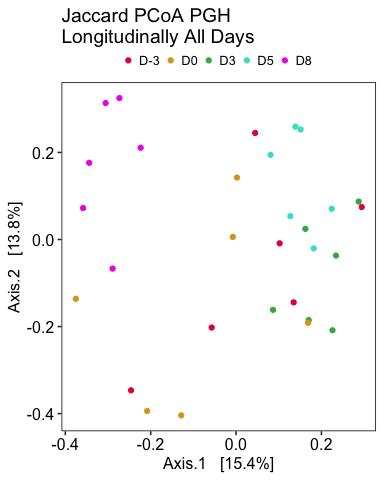 Jaccard PCoA PGH
Longitudinally All Days
D-3 D0 D3 D5 D8
0.2
0.0
-0.2
-0.4
Axis.2 [13.8%]
-0.4 -0.2 0.0 0.2
Axis.1 [15.4%]